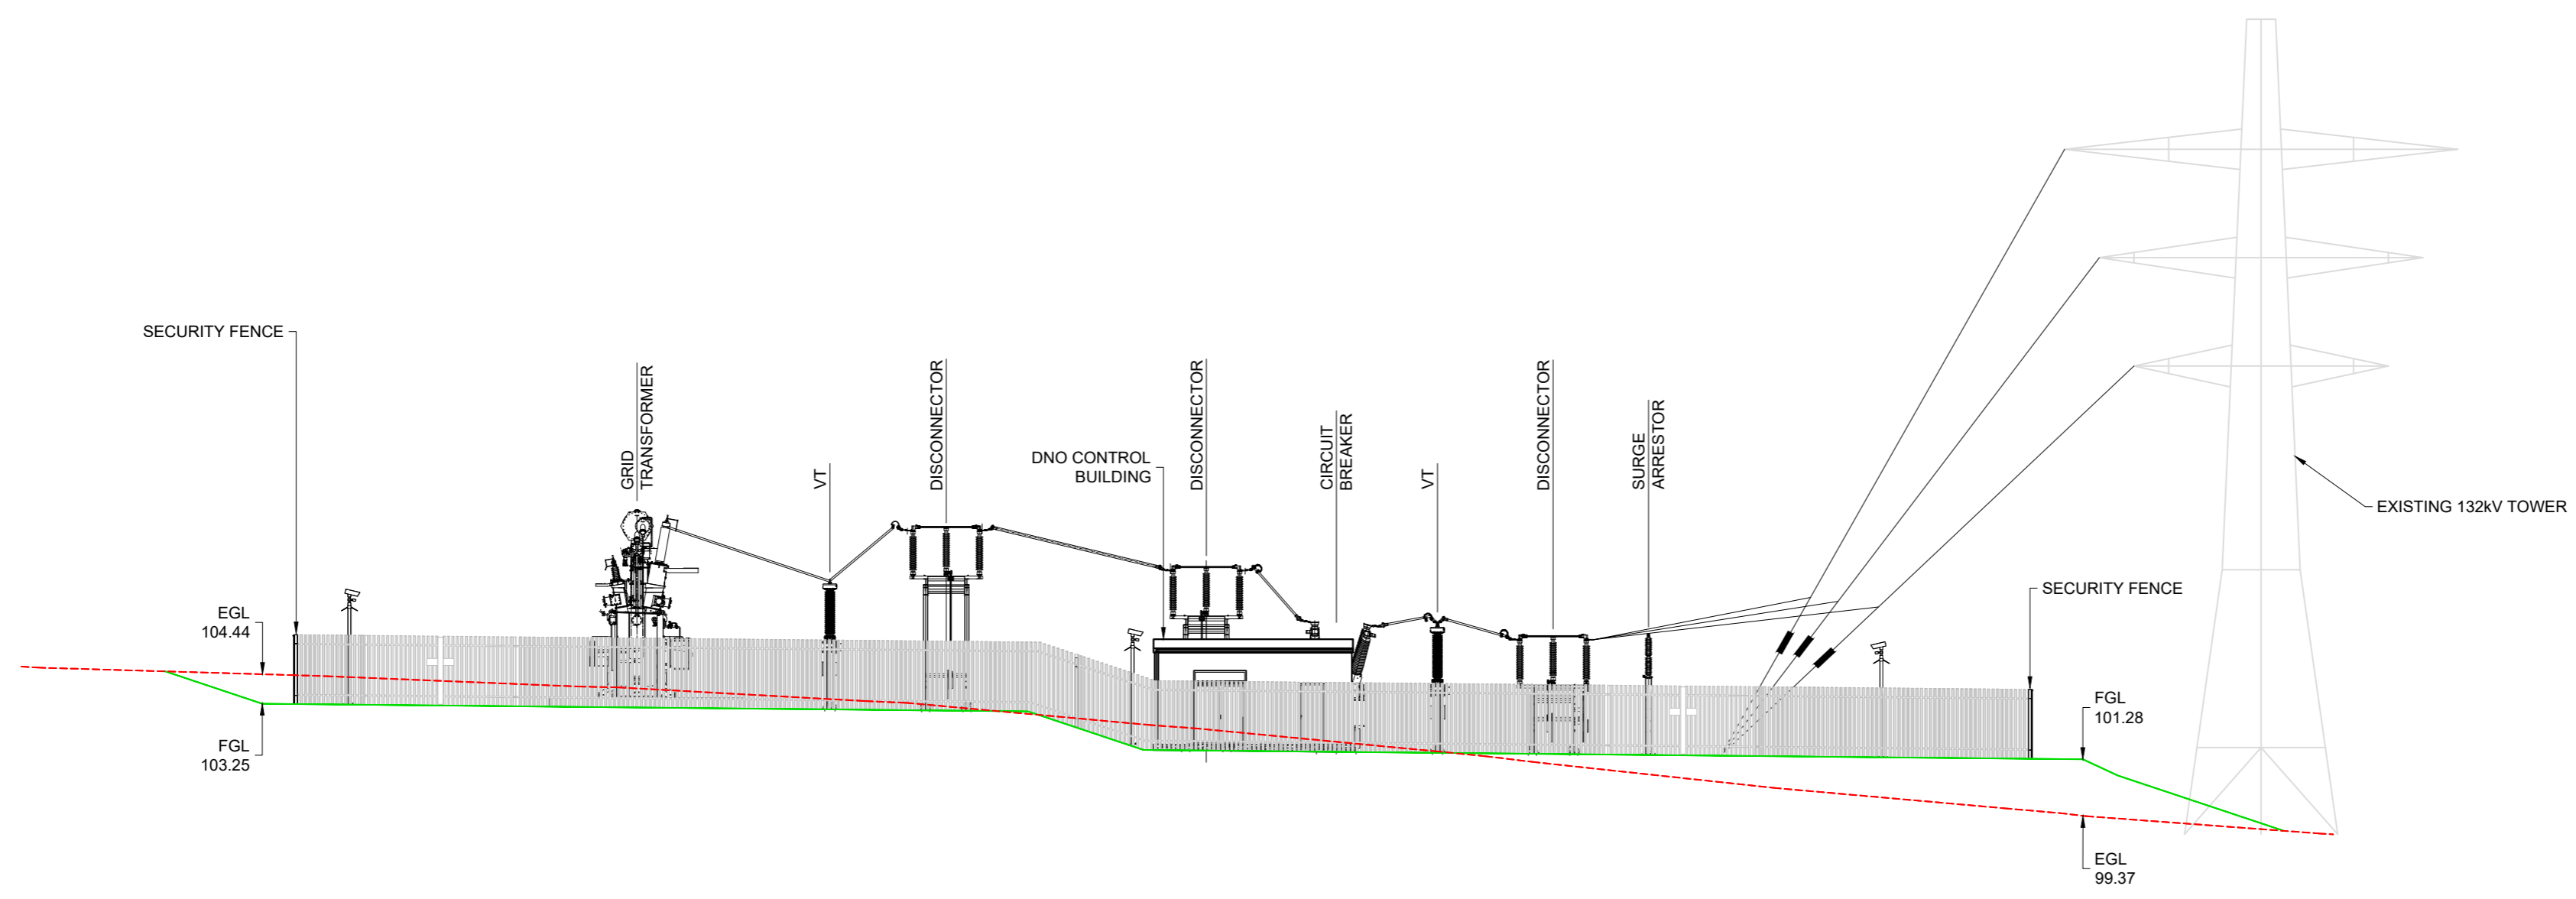 SECURITY FENCE
GRID
TRANSFORMER
VT
DISCONNECTOR
DNO CONTROL
BUILDING
DISCONNECTOR
CIRCUIT
BREAKER
VT
DISCONNECTOR
SURGE
ARRESTOR
EXISTING 132kV TOWER
SECURITY FENCE
EGL
104.44
FGL
103.25
FGL
101.28
EGL
99.37